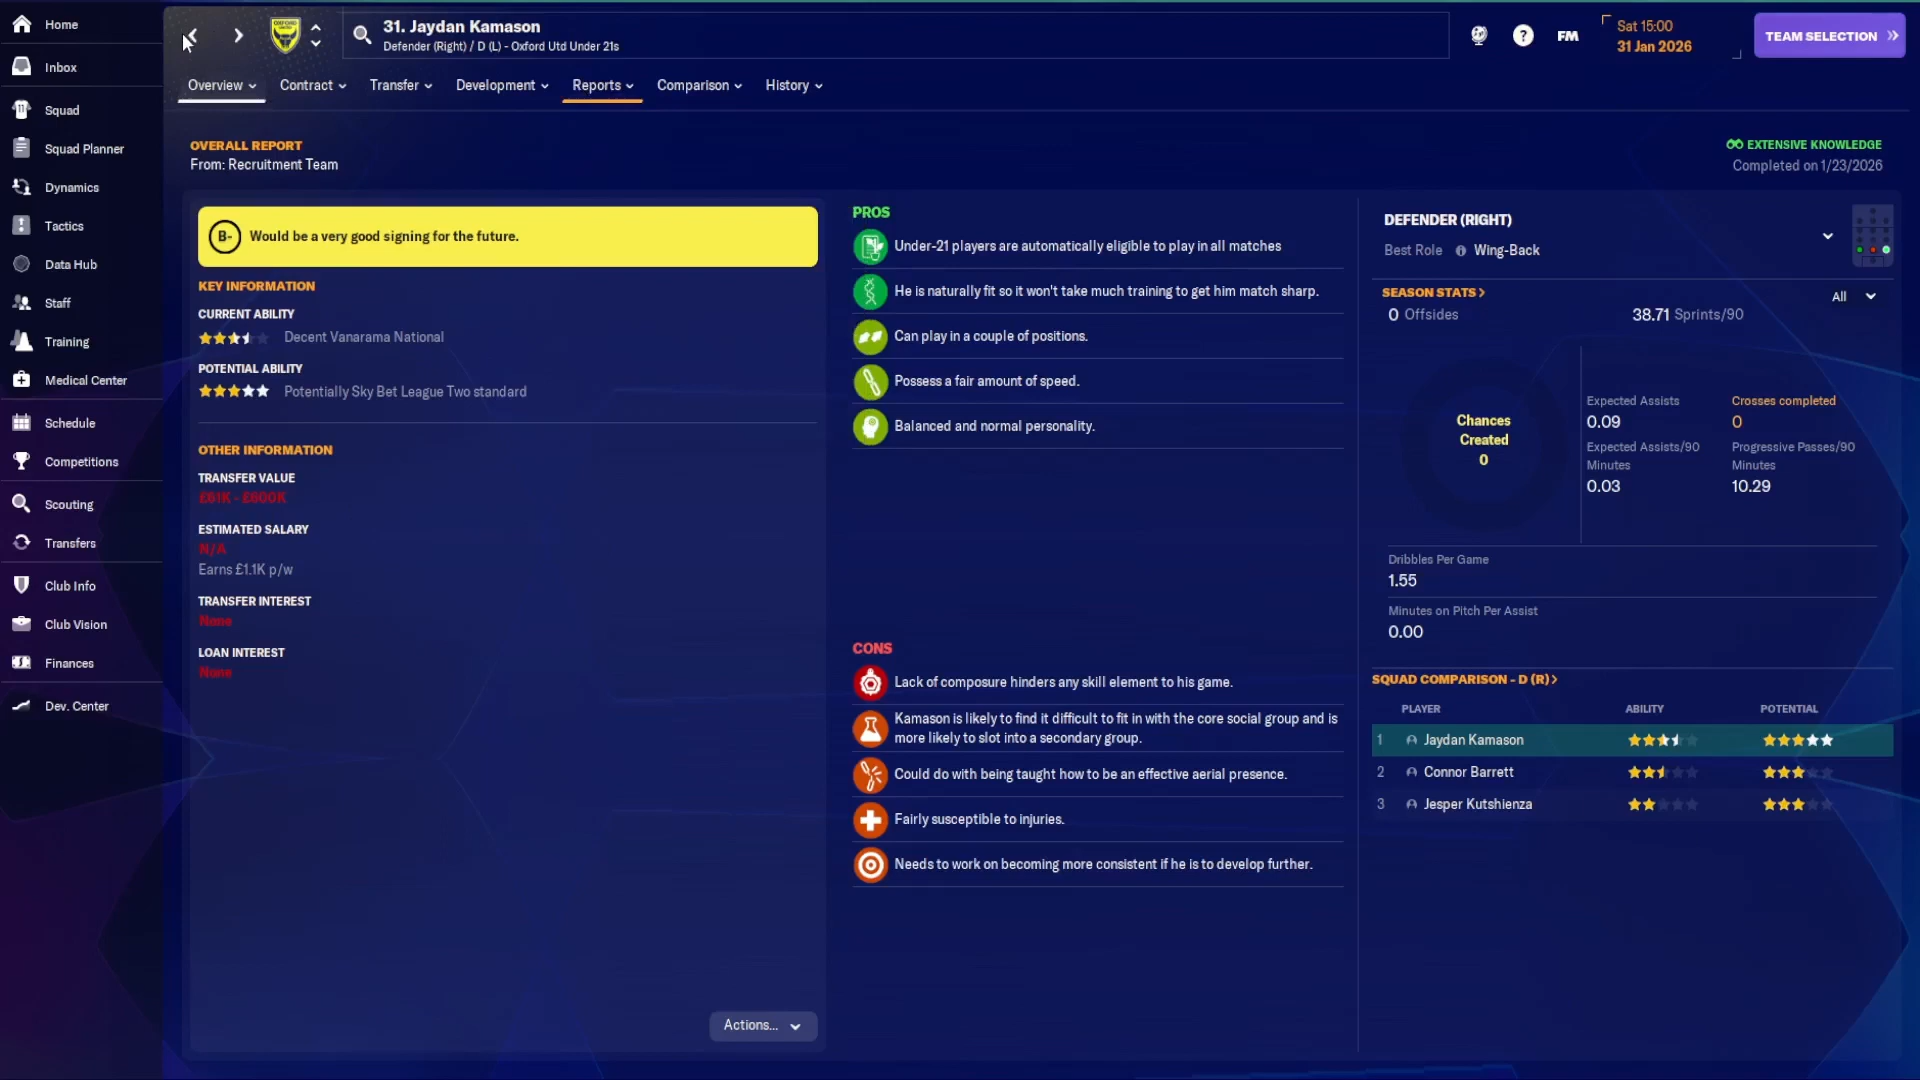 Home
Inbox
Squad
Squad Planner
Dynamics
Tactics
Data Hub
Staff
Training
Medical Center
Schedule
Competitions
Scouting
Transfers
Club Info
Club Vision
Finances
Dev. Center
31. Jaydan Kamason
Defender (Right) / D (L) - Oxford Utd Under 21s
?
FM
Sat 15:00
31 Jan 2026
TEAM SELECTION
Overview
Contract
Transfer
Development
Reports
Comparison
History
OVERALL REPORT
From: Recruitment Team
EXTENSIVE KNOWLEDGE
Completed on 1/23/2026
B-
Would be a very good signing for the future.
KEY INFORMATION
CURRENT ABILITY
Decent Vanarama National
POTENTIAL ABILITY
Potentially Sky Bet League Two standard
OTHER INFORMATION
TRANSFER VALUE
£61K - £600K
ESTIMATED SALARY
N/A
Earns £1.1K p/w
TRANSFER INTEREST
None
LOAN INTEREST
None
Actions...
PROS
Under-21 players are automatically eligible to play in all matches
He is naturally fit so it won't take much training to get him match sharp.
Can play in a couple of positions.
Possess a fair amount of speed.
Balanced and normal personality.
CONS
Lack of composure hinders any skill element to his game.
Kamason is likely to find it difficult to fit in with the core social group and is
more likely to slot into a secondary group.
Could do with being taught how to be an effective aerial presence.
Fairly susceptible to injuries.
Needs to work on becoming more consistent if he is to develop further.
DEFENDER (RIGHT)
Best Role Wing-Back
SEASON STATS >
All
0 Offsides
38.71 Sprints/90
Chances
Created
0
Expected Assists
0.09
Expected Assists/90
Minutes
0.03
Crosses completed
0
Progressive Passes/90
Minutes
10.29
Dribbles Per Game
1.55
Minutes on Pitch Per Assist
0.00
SQUAD COMPARISON - D (R) >
PLAYER ABILITY POTENTIAL
1 Jaydan Kamason
2 Connor Barrett
3 Jesper Kutshienza